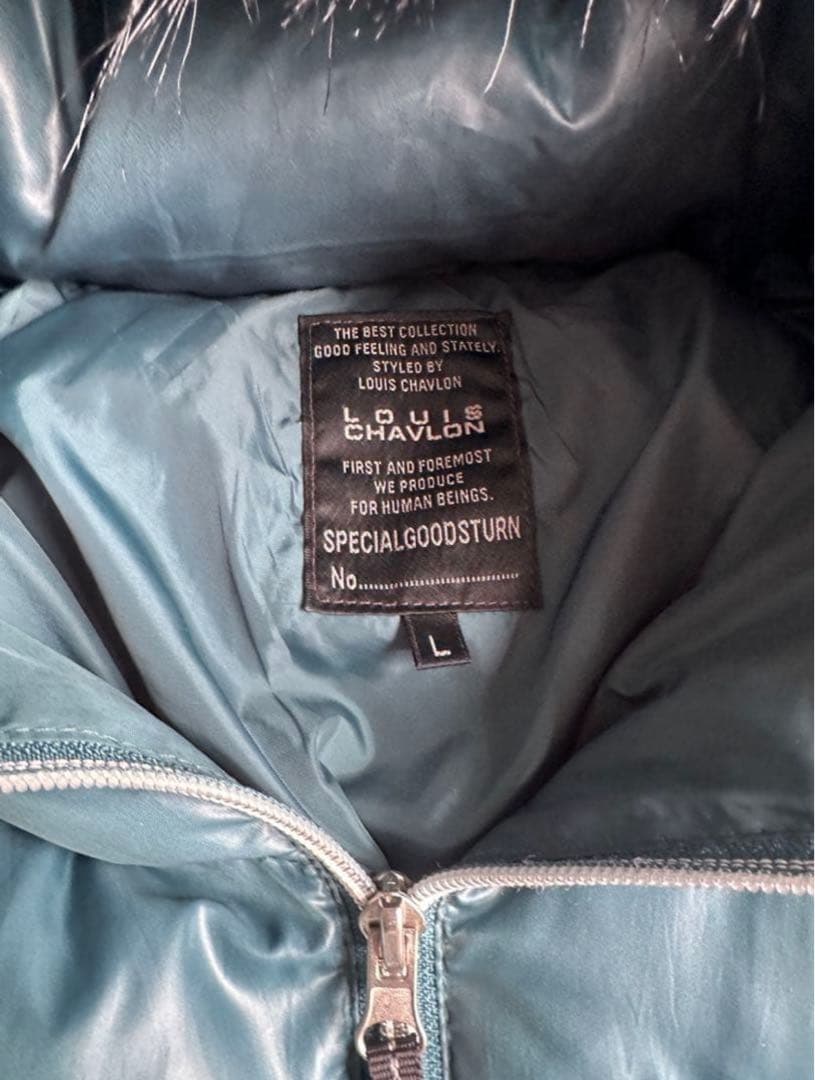 THE BEST COLLECTION
GOOD FEELING AND STATELY.
STYLED BY
LOUIS CHAVLON
LOUIS
CHAVLON
FIRST AND FOREMOST
WE PRODUCE
FOR HUMAN BEINGS.
SPECIALGOODSTURN
No..............................
L